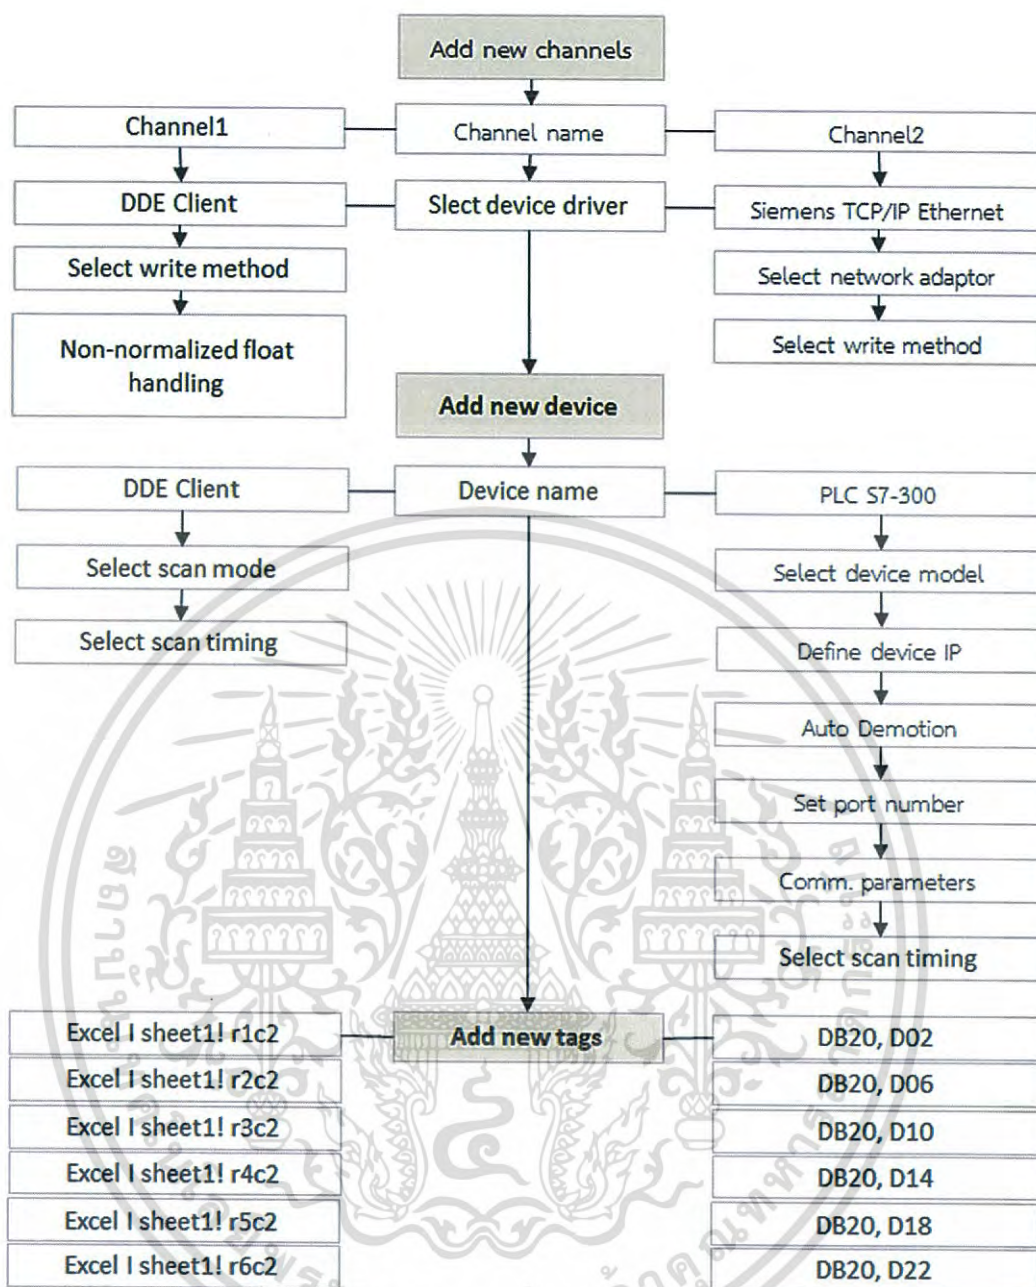 Add new channels
Channel1
Channel name
Channel2
DDE Client
Slect device driver
Siemens TCP/IP Ethernet
Select write method
Select network adaptor
Non-normalized float
handling
Select write method
Add new device
DDE Client
Device name
PLC S7-300
Select scan mode
Select device model
Select scan timing
Define device IP
Auto Demotion
Set port number
Comm. parameters
Select scan timing
Excel I sheet1! r1c2
Add new tags
DB20, D02
Excel I sheet1! r2c2
DB20, D06
Excel I sheet1! r3c2
DB20, D10
Excel I sheet1! r4c2
DB20, D14
Excel I sheet1! r5c2
DB20, D18
Excel I sheet1! r6c2
DB20, D22